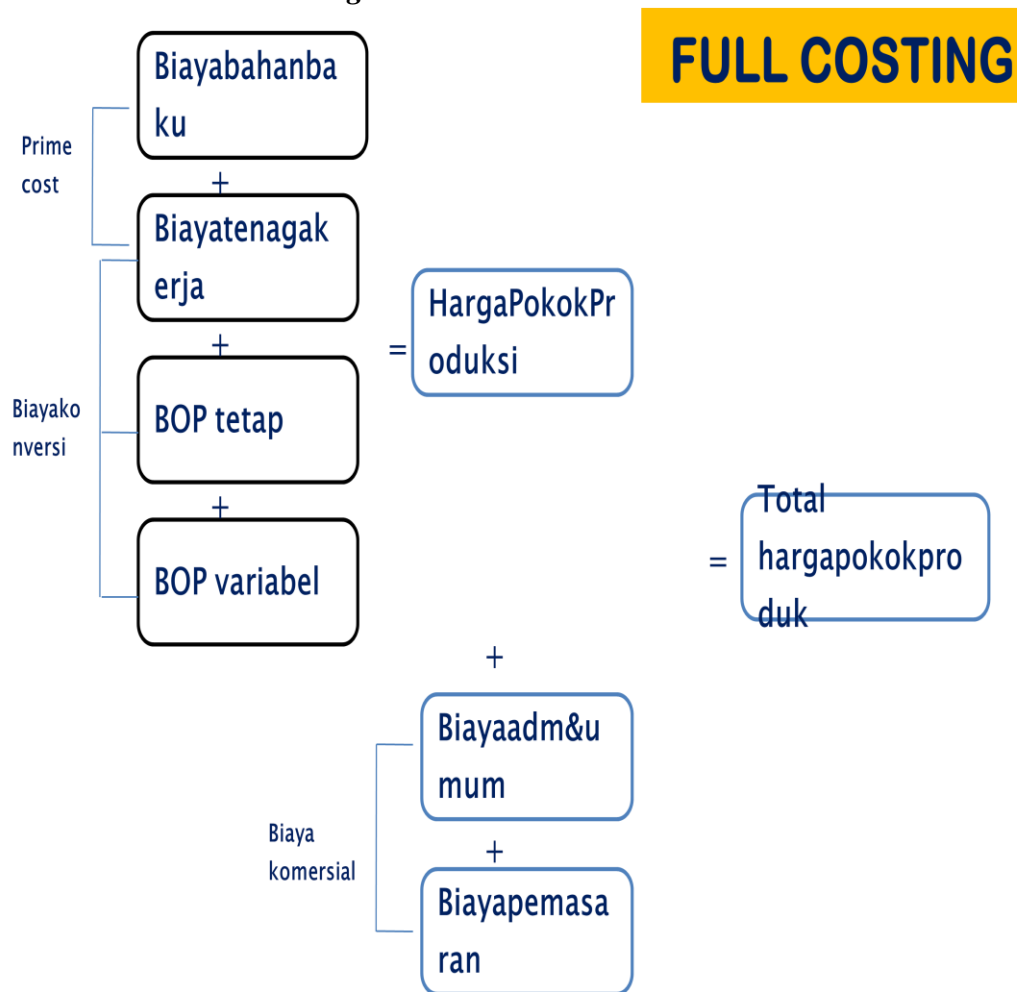 FULL COSTING
Biayabahanba
ku
Prime
cost
+
Biayatenagak
erja
+
=
HargaPokokPr
oduksi
Biayako
nversi
BOP tetap
+
BOP variabel
=
Total
hargapokokpro
duk
+
Biayaadm&u
mum
Biaya
komersial
+
Biayapemasa
ran